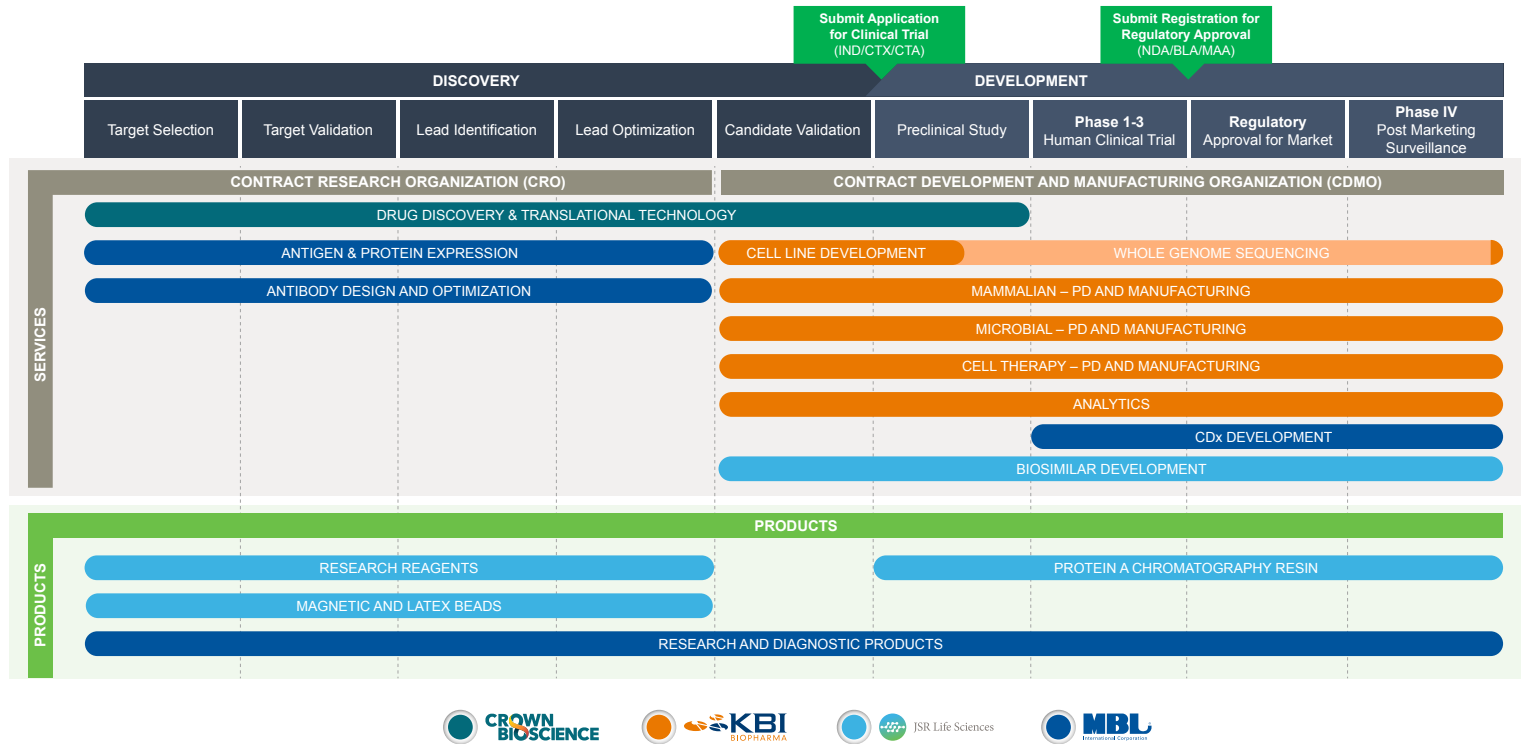 Submit Application
for Clinical Trial
(IND/CTX/CTA)
Submit Registration for
Regulatory Approval
(NDA/BLA/MAA)
DISCOVERY
DEVELOPMENT
Target Selection
Target Validation
Lead Identification
Lead Optimization
Candidate Validation
Preclinical Study
Phase 1-3
Human Clinical Trial
Regulatory
Approval for Market
Phase IV
Post Marketing
Surveillance
SERVICES
CONTRACT RESEARCH ORGANIZATION (CRO)
CONTRACT DEVELOPMENT AND MANUFACTURING ORGANIZATION (CDMO)
DRUG DISCOVERY & TRANSLATIONAL TECHNOLOGY
ANTIGEN & PROTEIN EXPRESSION
CELL LINE DEVELOPMENT
WHOLE GENOME SEQUENCING
ANTIBODY DESIGN AND OPTIMIZATION
MAMMALIAN – PD AND MANUFACTURING
MICROBIAL – PD AND MANUFACTURING
CELL THERAPY – PD AND MANUFACTURING
ANALYTICS
CDx DEVELOPMENT
BIOSIMILAR DEVELOPMENT
PRODUCTS
PRODUCTS
RESEARCH REAGENTS
PROTEIN A CHROMATOGRAPHY RESIN
MAGNETIC AND LATEX BEADS
RESEARCH AND DIAGNOSTIC PRODUCTS
CROWN
BIOSCIENCE
KBI
BIOPHARMA
JSR Life Sciences
MBL
International Corporation